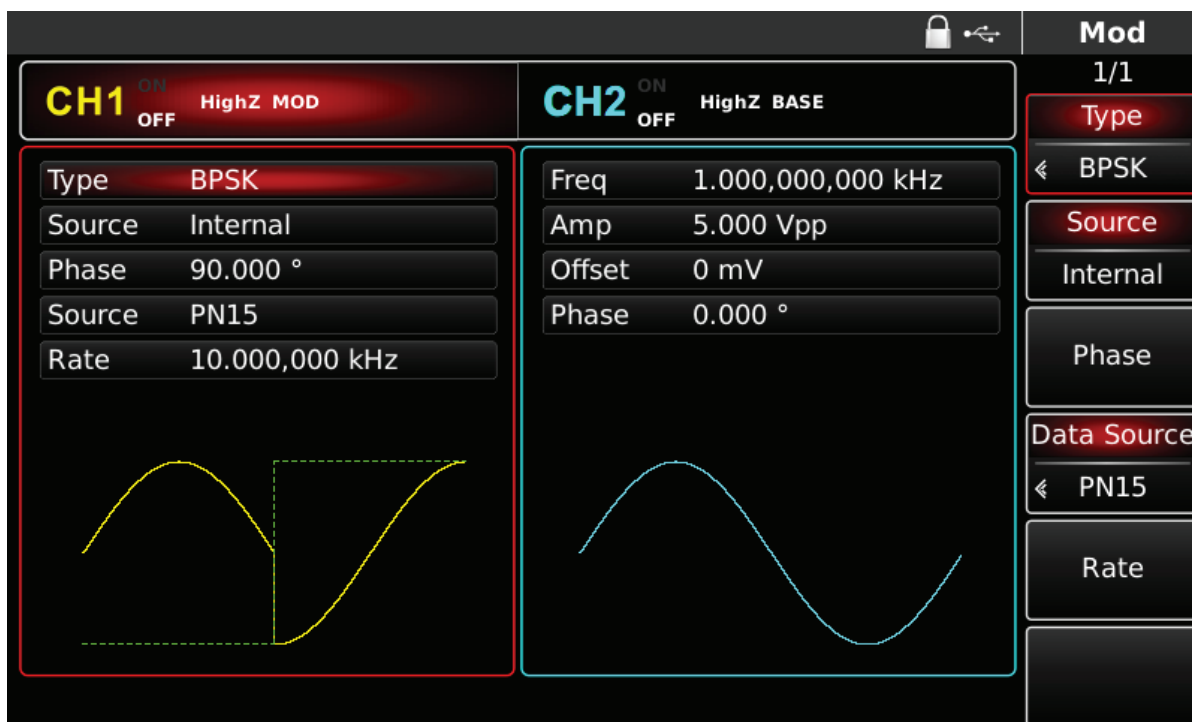 Mod
1/1
CH1 ON OFF HighZ MOD
CH2 ON OFF HighZ BASE
Type BPSK
Source Internal
Phase 90.000 °
Source PN15
Rate 10.000,000 kHz
Freq 1.000,000,000 kHz
Amp 5.000 Vpp
Offset 0 mV
Phase 0.000 °
Type
BPSK
Source
Internal
Phase
Data Source
PN15
Rate